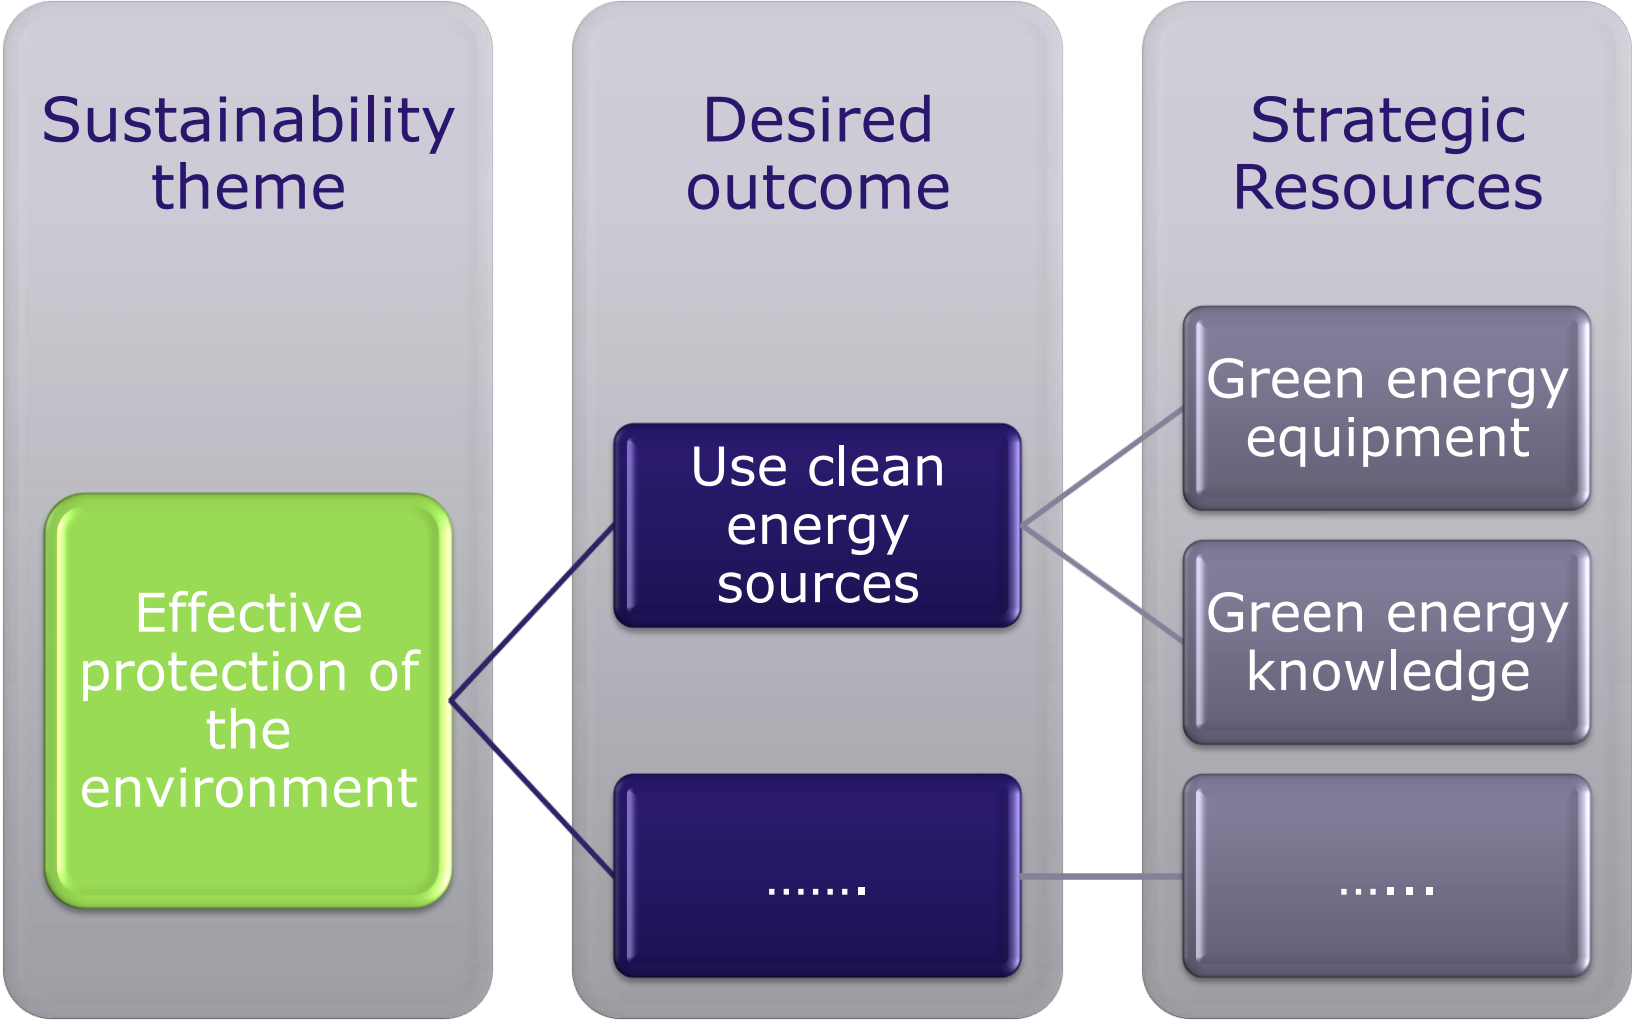 Sustainability
theme
Desired
outcome
Strategic
Resources
Effective
protection of
the
environment
Use clean
energy
sources
…….
Green energy
equipment
Green energy
knowledge
…...